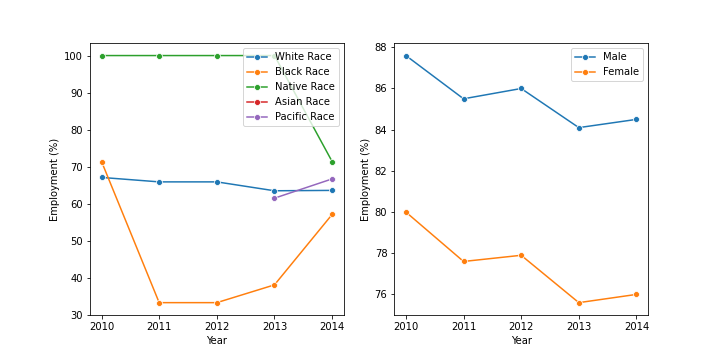 100
90
80
70
60
50
40
30
Employment (%)
2010 2011 2012 2013 2014
Year
White Race
Black Race
Native Race
Asian Race
Pacific Race
88
86
84
82
80
78
76
Employment (%)
2010 2011 2012 2013 2014
Year
Male
Female